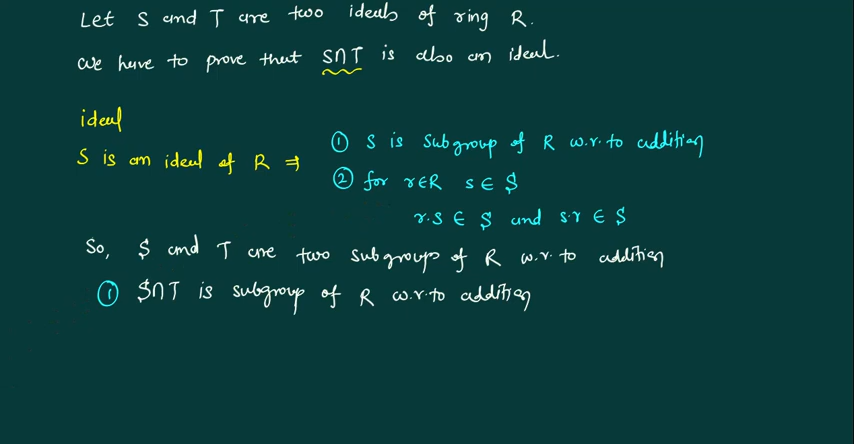 Let S and T are two ideals of ring R.
We have to prove that S∩T is also an ideal.
ideal
S is an ideal of R ⇒
① S is subgroup of R w.r.to addition
② for r∈R s ∈ $
r.s ∈ $ and s.r ∈ $
So, $ and T are two subgroups of R w.r.to addition
① $∩T is subgroup of R w.r.to addition